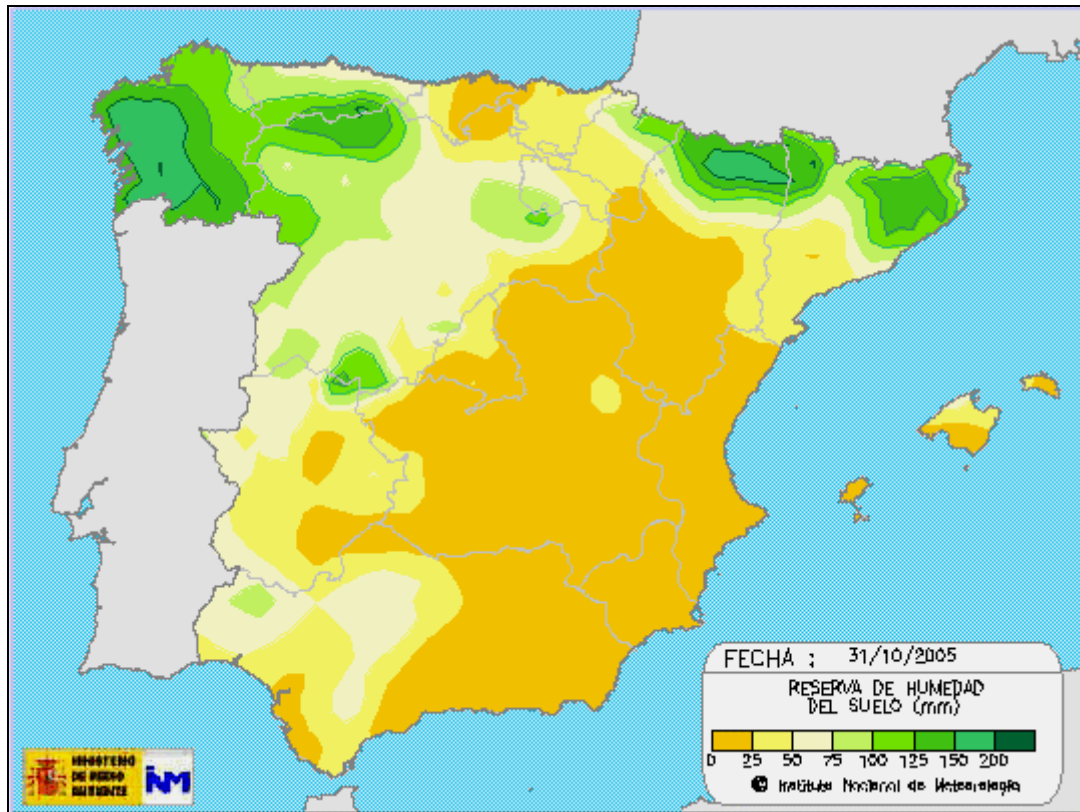 FECHA : 31/10/2005
RESERVA DE HUMEDAD
DEL SUELO (mm)
0 25 50 75 100 125 150 200
© Instituto Nacional de Meteorología
MINISTERIO
DE MEDIO
AMBIENTE
INM